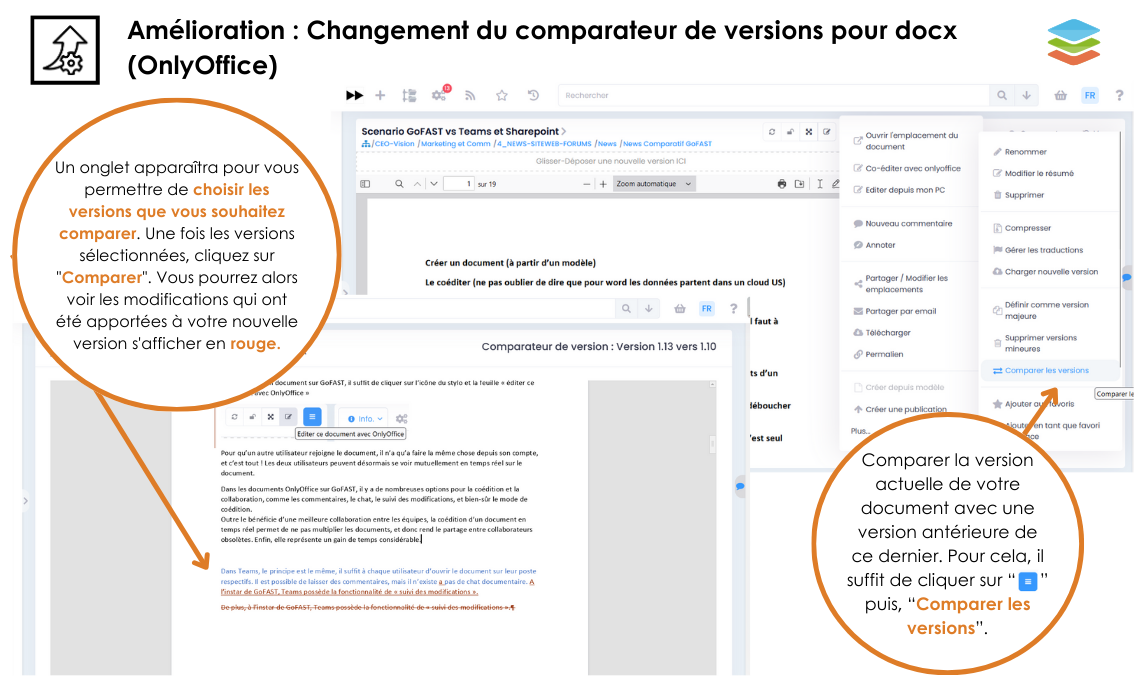 Amélioration : Changement du comparateur de versions pour docx
(OnlyOffice)
13
Rechercher
FR
?
Scenario GoFAST vs Teams et Sharepoint
/CEO-Vision /Marketing et Comm /4_NEWS-SITEWEB-FORUMS /News /News Comparatif GoFAST
Glisser-Déposer une nouvelle version ICI
1 sur 19
Zoom automatique
Créer un document (à partir d'un modèle)
Le coéditer (ne pas oublier de dire que pour word les données partent dans un cloud US)
l faut à
ts d'un
déboucher
'est seul
Ouvrir l'emplacement du
document
Co-éditer avec onlyoffice
Editer depuis mon PC
Nouveau commentaire
Annoter
Partager / Modifier les
emplacements
Partager par email
Télécharger
Permalien
Créer depuis modèle
Créer une publication
Plus...
Renommer
Modifier le résumé
Supprimer
Compresser
Gérer les traductions
Charger nouvelle version
Définir comme version
majeure
Supprimer versions
mineures
Comparer les versions
Comparer le
Ajouter aux favoris
Ajouter en tant que favori
Un onglet apparaîtra pour vous
permettre de choisir les
versions que vous souhaitez
comparer. Une fois les versions
sélectionnées, cliquez sur
"Comparer". Vous pourrez alors
voir les modifications qui ont
été apportées à votre nouvelle
version s'afficher en rouge.
FR
?
Comparateur de version : Version 1.13 vers 1.10
document sur GoFAST, il suffit de cliquer sur l'icône du stylo et la feuille « éditer ce
avec OnlyOffice »
Info.
Editer ce document avec OnlyOffice
Pour qu'un autre utilisateur rejoigne le document, il n'a qu'a faire la même chose depuis son compte,
et c'est tout ! Les deux utilisateurs peuvent désormais se voir mutuellement en temps réel sur le
document.
Dans les documents OnlyOffice sur GoFAST, il y a de nombreuses options pour la coédition et la
collaboration, comme les commentaires, le chat, le suivi des modifications, et bien-sûr le mode de
coédition.
Outre le bénéficie d'une meilleure collaboration entre les équipes, la coédition d'un document en
temps réel permet de ne pas multiplier les documents, et donc rend le partage entre collaborateurs
obsolètes. Enfin, elle représente un gain de temps considérable.
Dans Teams, le principe est le même, il suffit à chaque utilisateur d'ouvrir le document sur leur poste
respectifs. Il est possible de laisser des commentaires, mais il n'existe a pas de chat documentaire. A
l'instar de GoFAST, Teams possède la fonctionnalité de « suivi des modifications ».
De plus, à l'instar de GoFAST, Teams possède la fonctionnalité de « suivi des modifications ».¶
Comparer la version
actuelle de votre
document avec une
version antérieure de
ce dernier. Pour cela, il
suffit de cliquer sur “ ≡ ”
puis, “Comparer les
versions”.